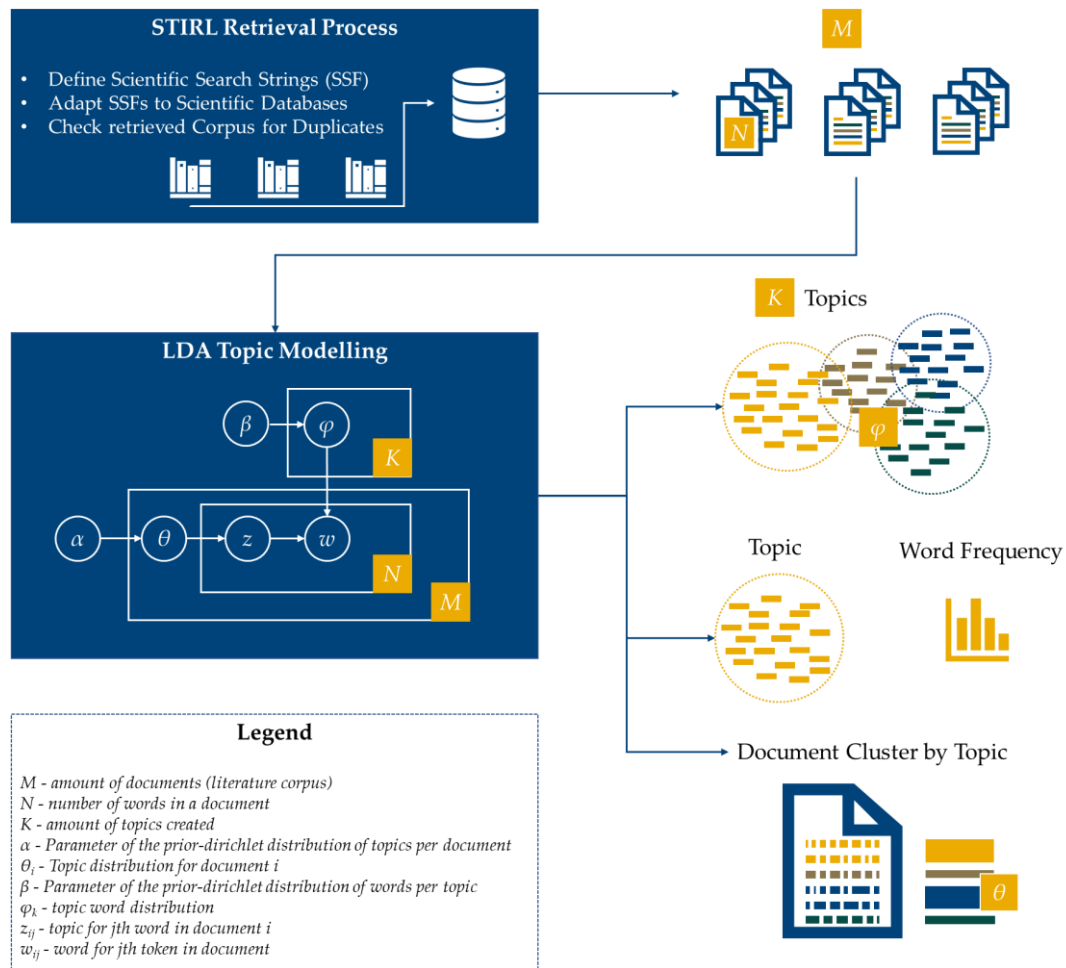 STIRL Retrieval Process
• Define Scientific Search Strings (SSF)
• Adapt SSFs to Scientific Databases
• Check retrieved Corpus for Duplicates
M
N
K Topics
φ
LDA Topic Modelling
β φ
K
α θ z w
N
M
Topic
Word Frequency
Document Cluster by Topic
θ
Legend
M - amount of documents (literature corpus)
N - number of words in a document
K - amount of topics created
α - Parameter of the prior-dirichlet distribution of topics per document
θi - Topic distribution for document i
β - Parameter of the prior-dirichlet distribution of words per topic
φk - topic word distribution
zij - topic for jth word in document i
wij - word for jth token in document